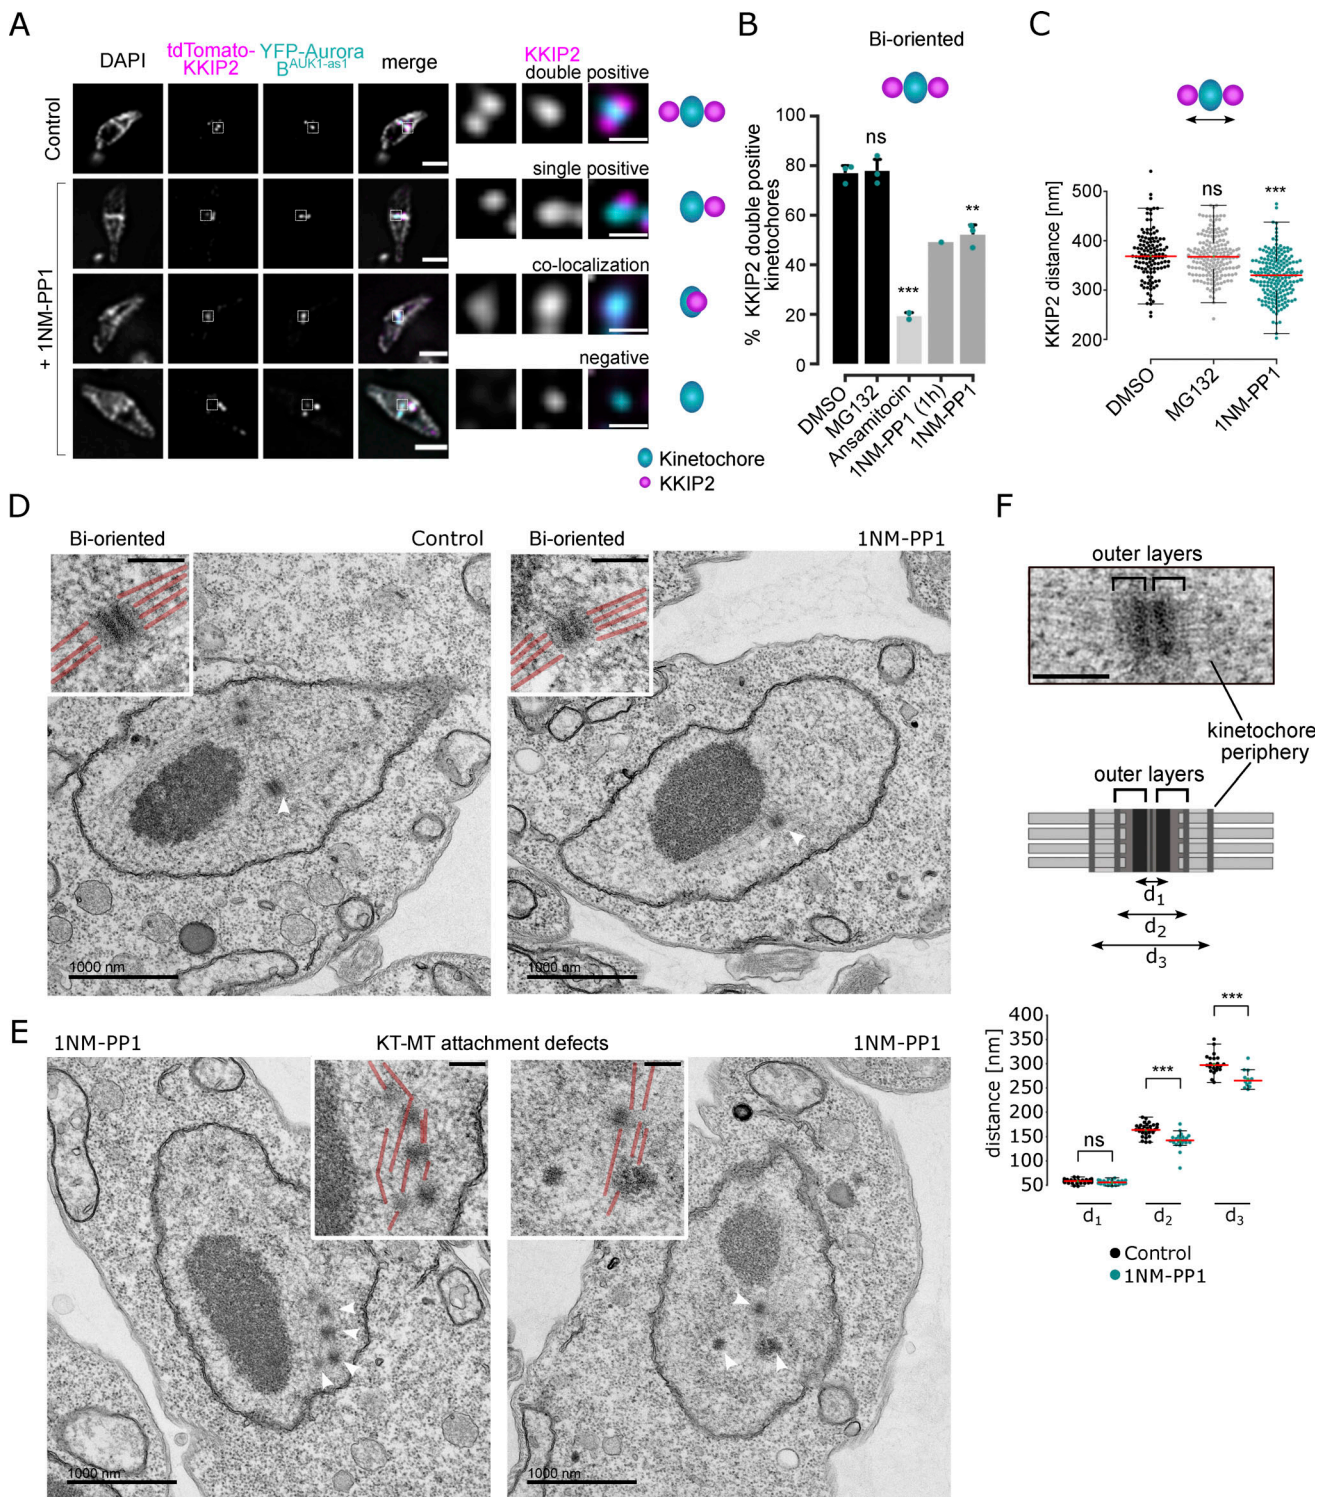 A
DAPI
tdTomato-
KKIP2
YFP-Aurora
B^AUK1-as1
merge
KKIP2
double positive
Control
single positive
+ 1NM-PP1
co-localization
negative
Kinetochore
KKIP2
B
Bi-oriented
% KKIP2 double positive
kinetochores
100
80
60
40
20
0
ns
***
**
DMSO
MG132
Ansamitocin
1NM-PP1 (1h)
1NM-PP1
C
KKIP2 distance [nm]
500
400
300
200
ns
***
DMSO
MG132
1NM-PP1
D
Bi-oriented
Control
1000 nm
Bi-oriented
1NM-PP1
1000 nm
E
1NM-PP1
KT-MT attachment defects
1NM-PP1
1000 nm
1000 nm
F
outer layers
kinetochore
periphery
outer layers
d1
d2
d3
distance [nm]
400
350
300
250
200
150
100
50
ns
***
***
d1
d2
d3
Control
1NM-PP1